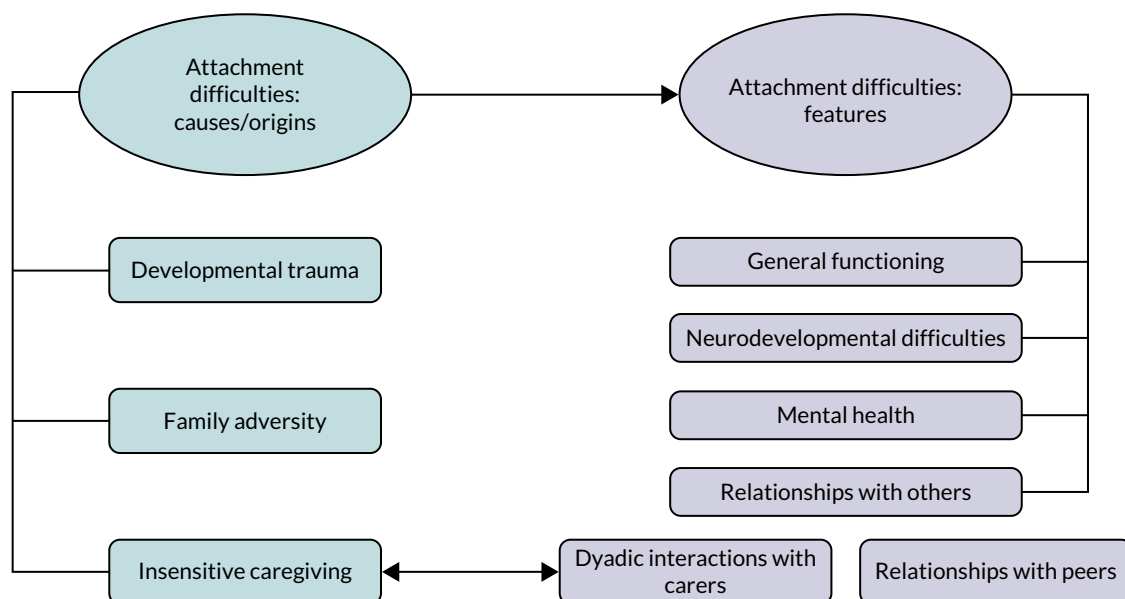 Attachment
difficulties:
causes/origins
Attachment difficulties:
features
Developmental trauma
General functioning
Neurodevelopmental difficulties
Family adversity
Mental health
Relationships with others
Insensitive caregiving
Dyadic interactions with
carers
Relationships with peers